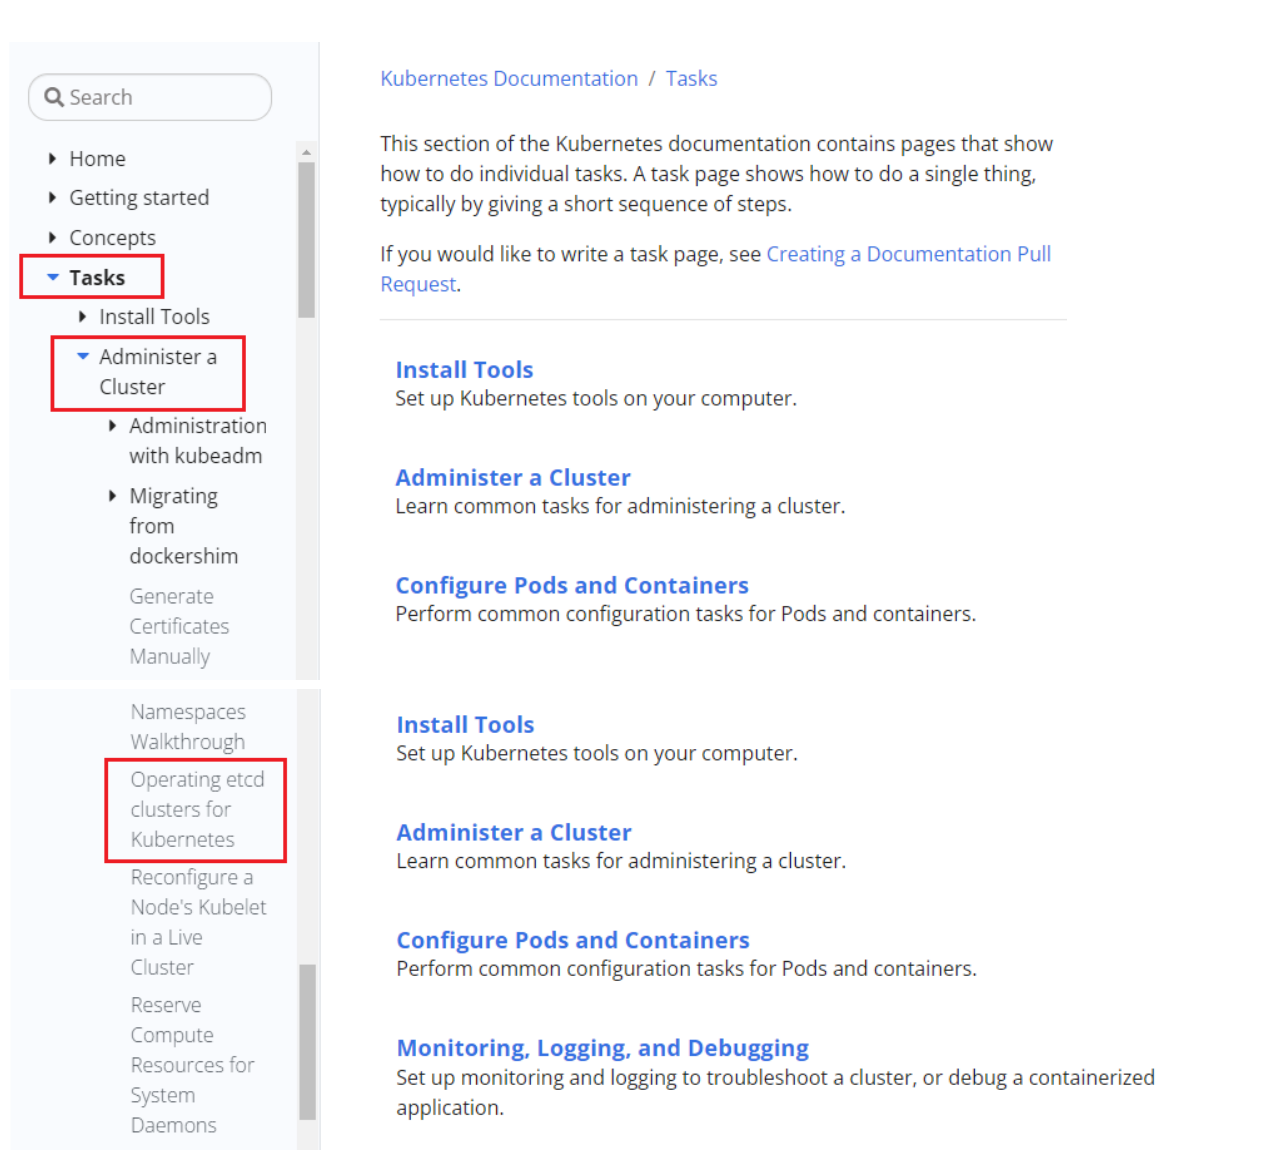 Search
Home
Getting started
Concepts
Tasks
Install Tools
Administer a
Cluster
Administration
with kubeadm
Migrating
from
dockershim
Generate
Certificates
Manually
Kubernetes Documentation / Tasks
This section of the Kubernetes documentation contains pages that show
how to do individual tasks. A task page shows how to do a single thing,
typically by giving a short sequence of steps.
If you would like to write a task page, see Creating a Documentation Pull
Request.
Install Tools
Set up Kubernetes tools on your computer.
Administer a Cluster
Learn common tasks for administering a cluster.
Configure Pods and Containers
Perform common configuration tasks for Pods and containers.
Namespaces
Walkthrough
Operating etcd
clusters for
Kubernetes
Reconfigure a
Node's Kubelet
in a Live
Cluster
Reserve
Compute
Resources for
System
Daemons
Install Tools
Set up Kubernetes tools on your computer.
Administer a Cluster
Learn common tasks for administering a cluster.
Configure Pods and Containers
Perform common configuration tasks for Pods and containers.
Monitoring, Logging, and Debugging
Set up monitoring and logging to troubleshoot a cluster, or debug a containerized
application.